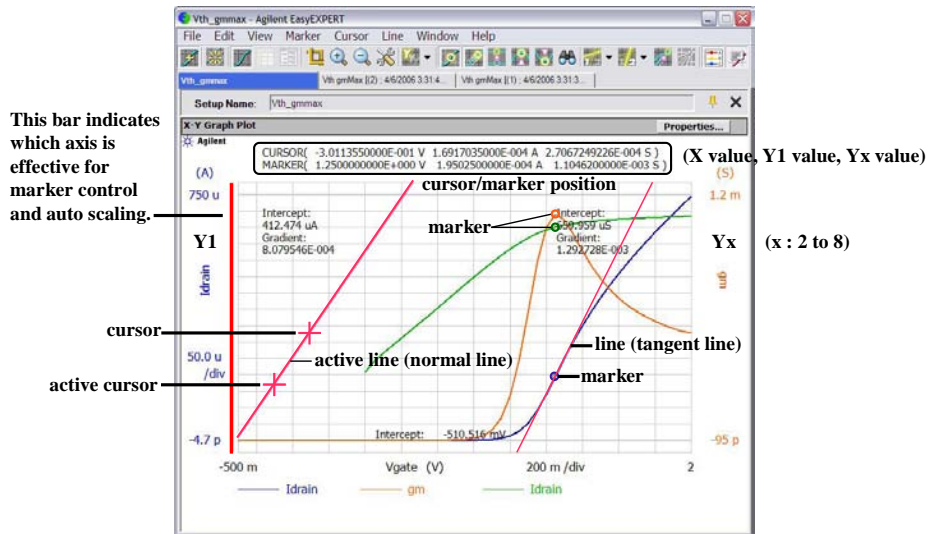 Vth_gmmax - Agilent EasyEXPERT
File Edit View Marker Cursor Line Window Help
Vth_gmmax
Vth gmMax [(2) ; 4/6/2006 3:31:4...
Vth gmMax [(1) ; 4/6/2006 3:31:3...
Setup Name: Vth_gmmax
X-Y Graph Plot
Properties...
Agilent
CURSOR( -3.0113550000E-001 V 1.6917035000E-004 A 2.7067249226E-004 S )
MARKER( 1.2500000000E+000 V 1.9502500000E-004 A 1.1046200000E-003 S )
(X value, Y1 value, Yx value)
This bar indicates
which axis is
effective for
marker control
and auto scaling.
cursor/marker position
(A)
(S)
750 u
1.2 m
Intercept:
412.474 uA
Gradient:
8.079546E-004
marker
Intercept:
-959.959 uS
Gradient:
1.292728E-003
Y1
Yx
(x : 2 to 8)
Idrain
gm
cursor
active line (normal line)
line (tangent line)
50.0 u
/div
active cursor
marker
-4.7 p
Intercept: -510.516 mV
-95 p
-500 m
Vgate (V)
200 m /div
2
Idrain
gm
Idrain